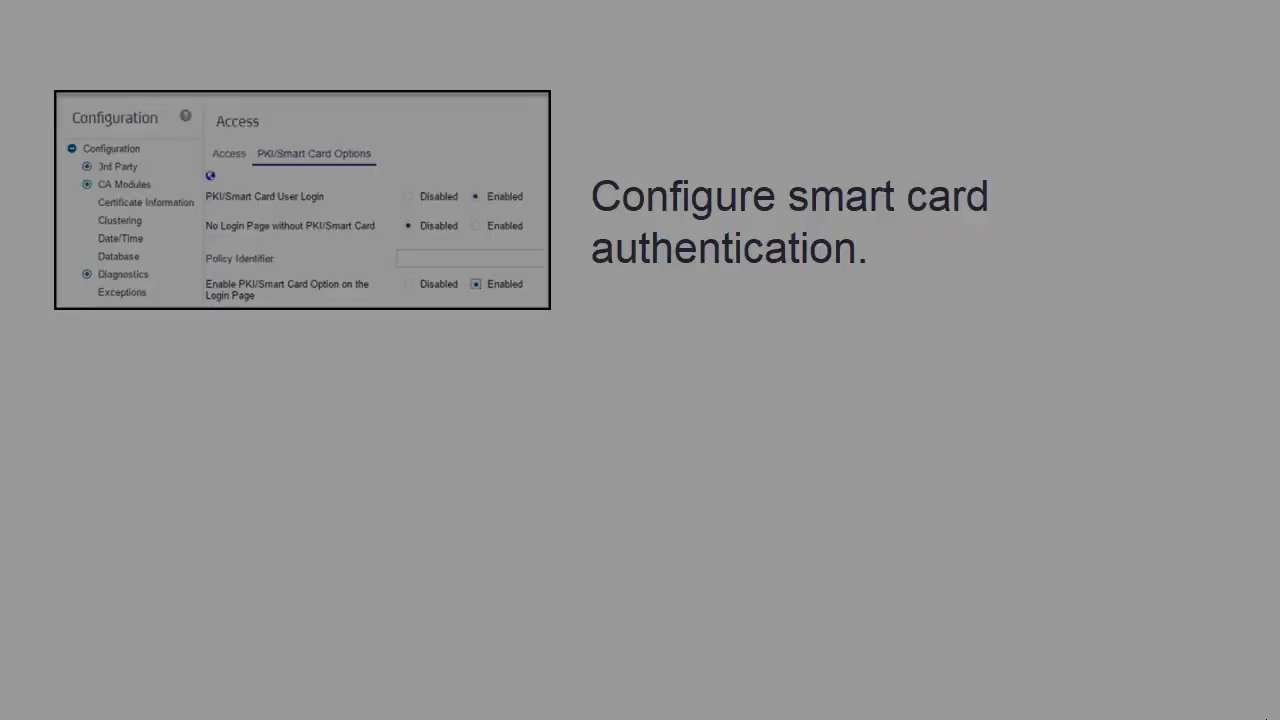 Configuration
Configuration
3rd Party
CA Modules
Certificate Information
Clustering
Date/Time
Database
Diagnostics
Exceptions
Access
Access PKI/Smart Card Options
PKI/Smart Card User Login Disabled Enabled
No Login Page without PKI/Smart Card Disabled Enabled
Policy Identifier:
Enable PKI/Smart Card Option on the
Login Page Disabled Enabled
Configure smart card
authentication.